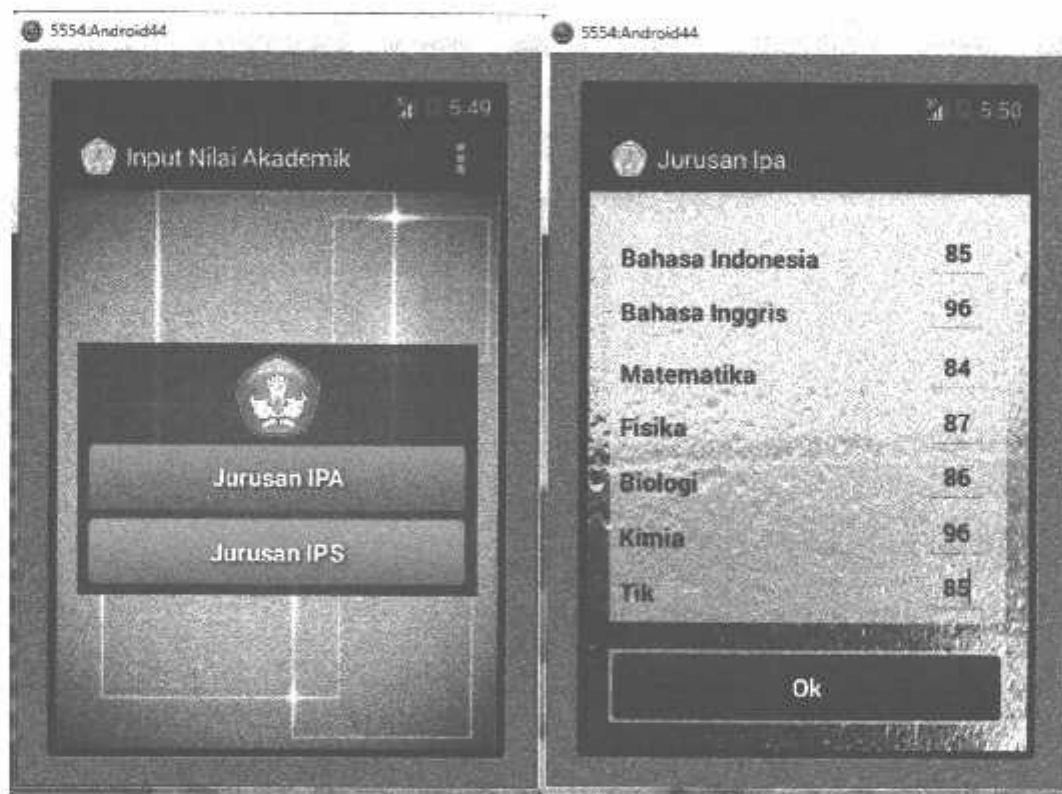 5554:Android44
5:49
Input Nilai Akademik
Jurusan IPA
Jurusan IPS
5554:Android44
5:50
Jurusan Ipa
Bahasa Indonesia 85
Bahasa Inggris 96
Matematika 84
Fisika 87
Biologi 86
Kimia 96
Tik 85
Ok